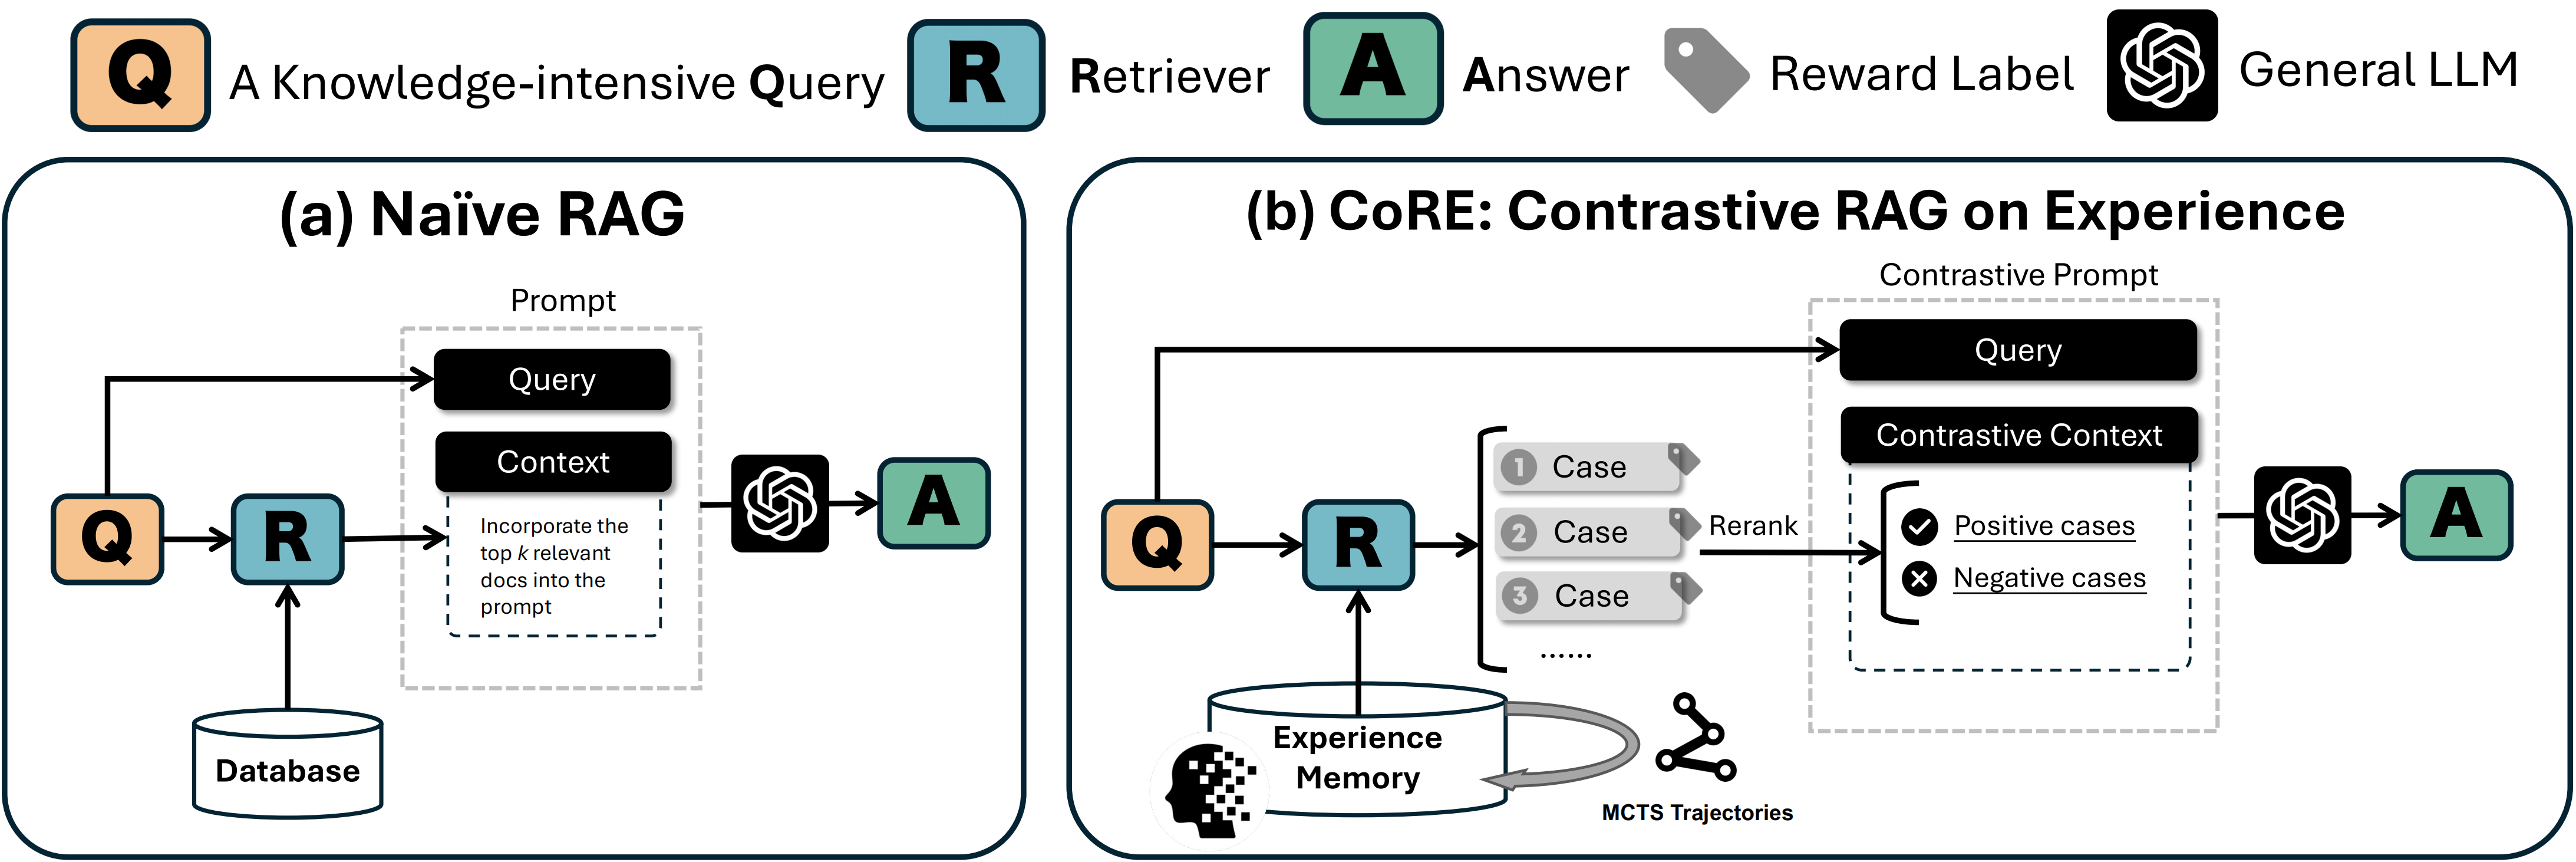 Q A Knowledge-intensive Query R Retriever A Answer Reward Label General LLM
(a) Naïve RAG
Prompt
Query
Context
Incorporate the
top k relevant
docs into the
prompt
Q
R
A
Database
(b) CoRE: Contrastive RAG on Experience
Contrastive Prompt
Query
Contrastive Context
1 Case
2 Case
3 Case
......
Rerank
Positive cases
Negative cases
Q
R
A
Experience
Memory
MCTS Trajectories